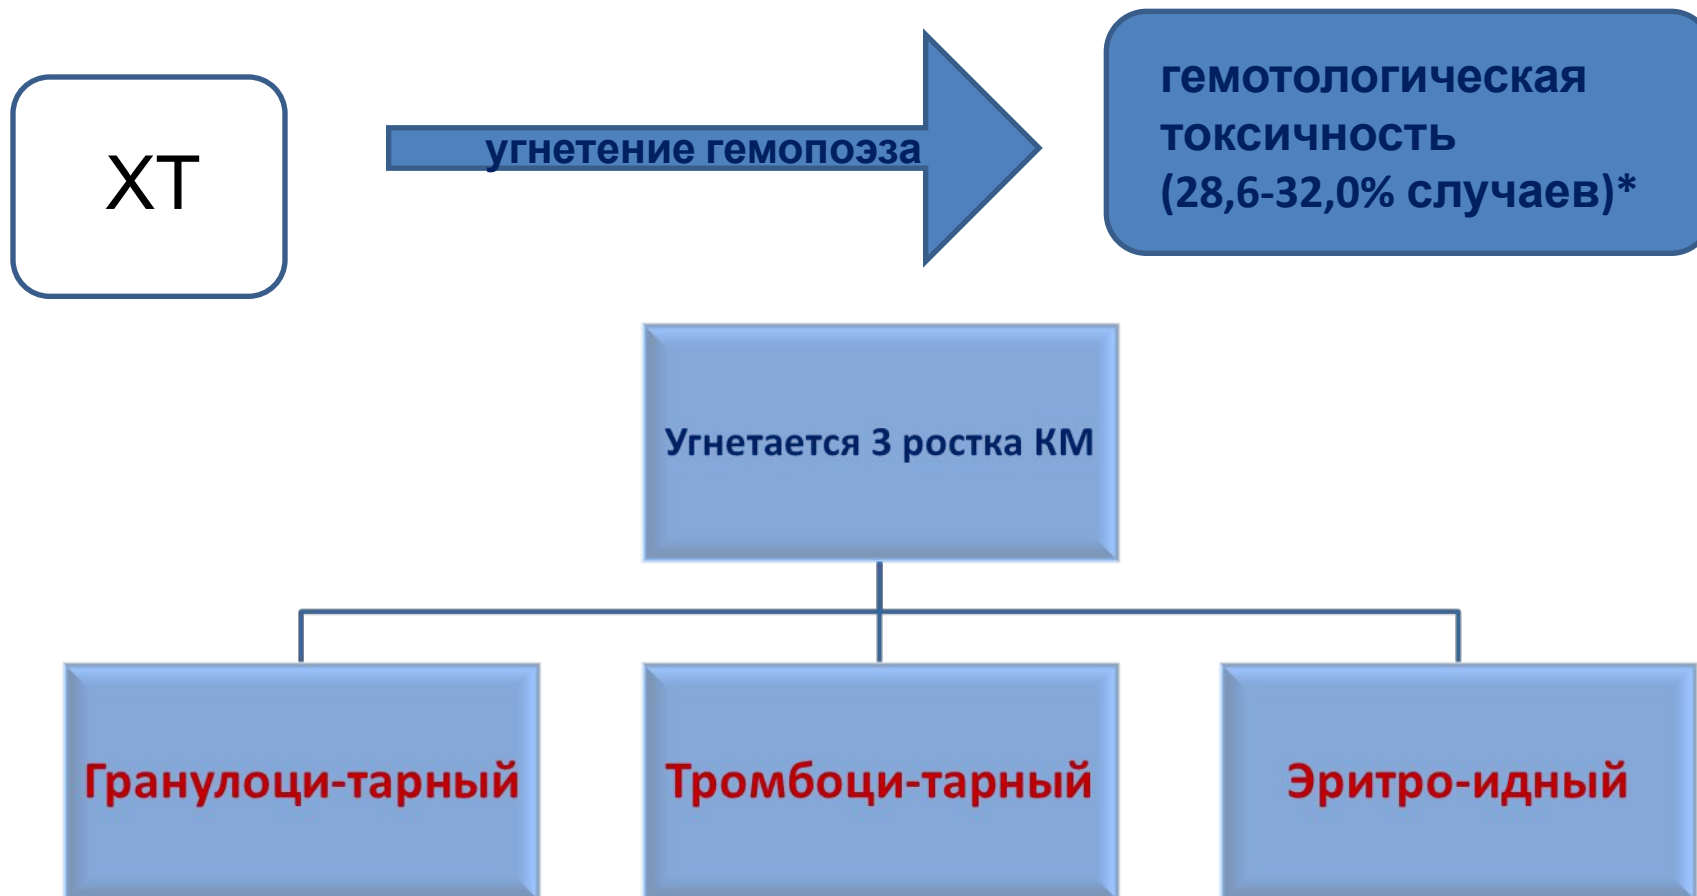 ХТ
угнетение гемопоэза
гемотологическая
токсичность
(28,6-32,0% случаев)*
Угнетается 3 ростка КМ
Гранулоци-тарный
Тромбоци-тарный
Эритро-идный